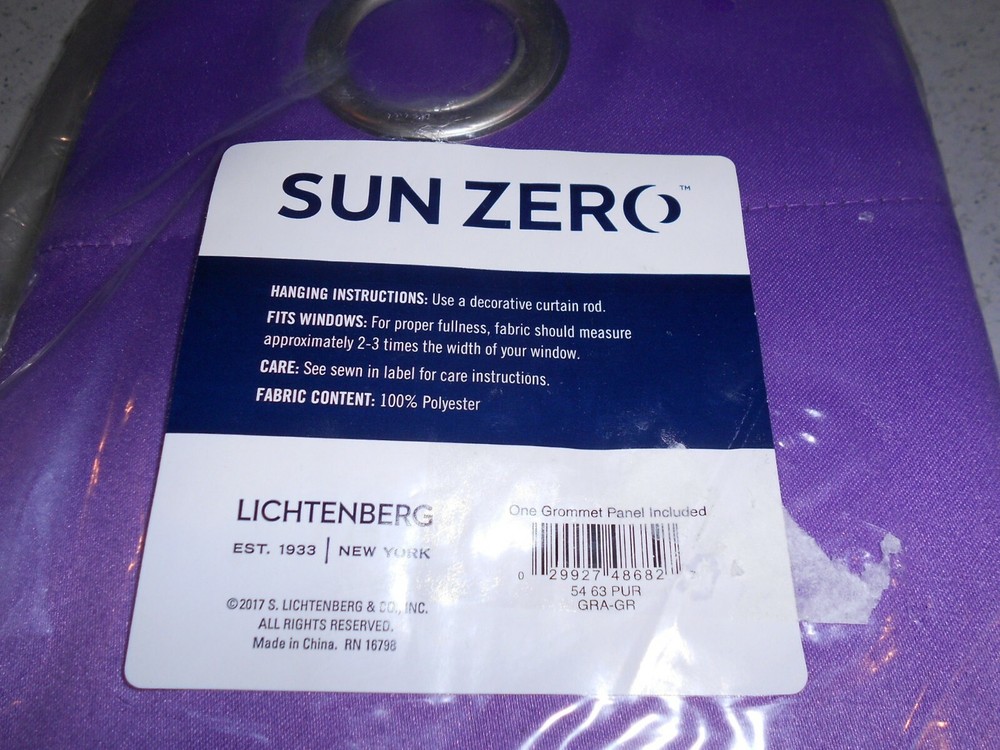 SUN ZERO™
HANGING INSTRUCTIONS: Use a decorative curtain rod.
FITS WINDOWS: For proper fullness, fabric should measure
approximately 2-3 times the width of your window.
CARE: See sewn in label for care instructions.
FABRIC CONTENT: 100% Polyester
LICHTENBERG
EST. 1933 | NEW YORK
©2017 S. LICHTENBERG & CO., INC.
ALL RIGHTS RESERVED.
Made in China. RN 16798
One Grommet Panel Included
0 29927 48682
54 63 PUR
GRA-GR